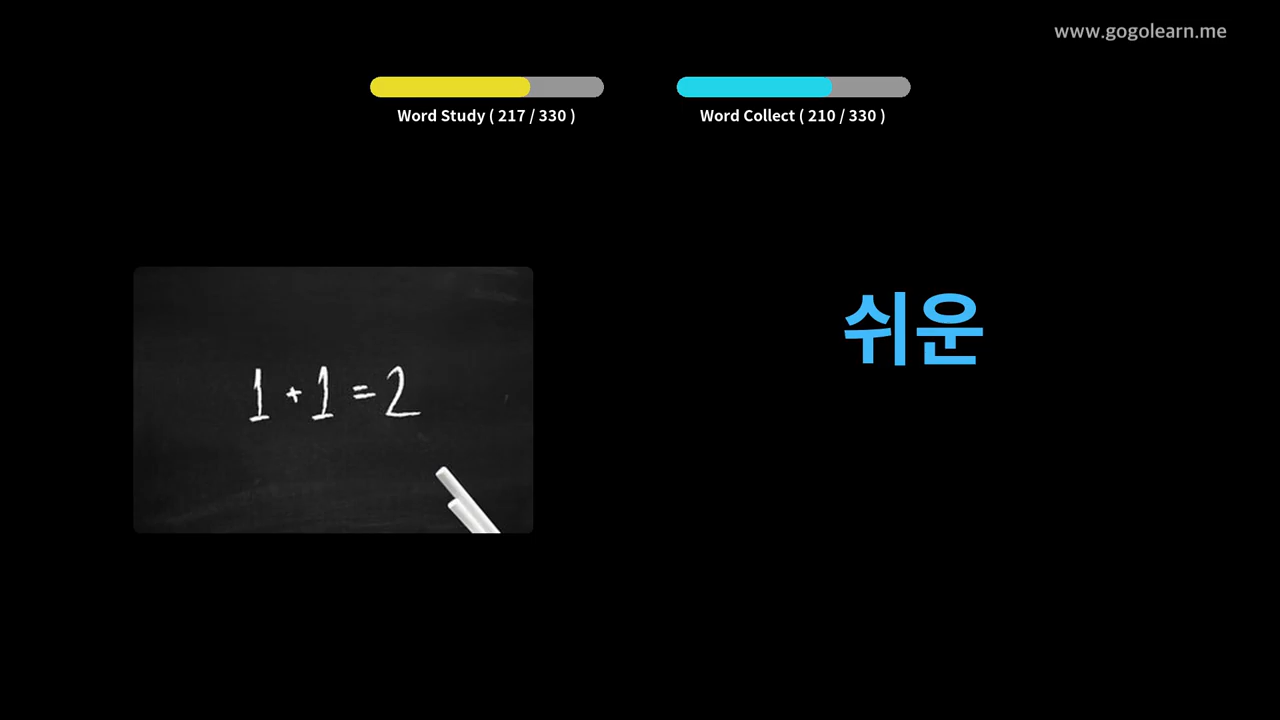 www.gogolearn.me
Word Study ( 217 / 330 )
Word Collect ( 210 / 330 )
쉬운
1 + 1 = 2